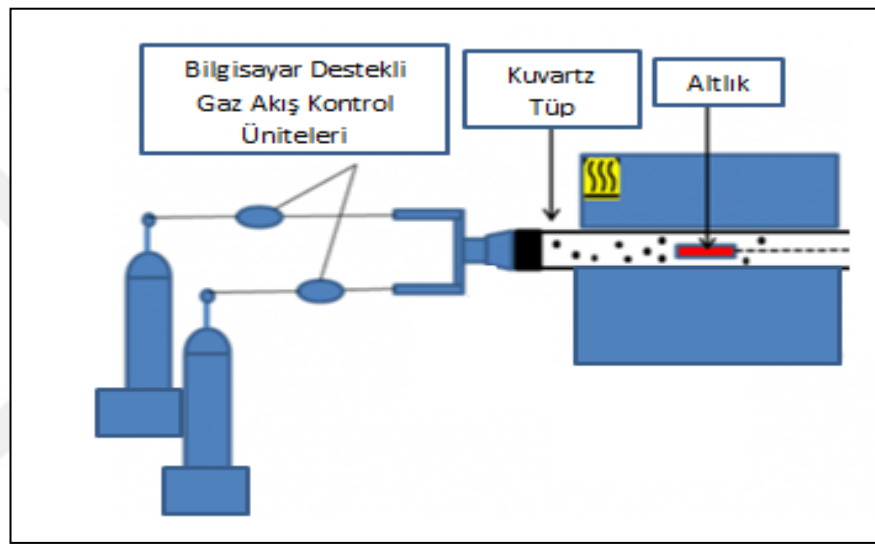 Bilgisayar Destekli
Gaz Akış Kontrol
Üniteleri
Kuvartz
Tüp
Altlık